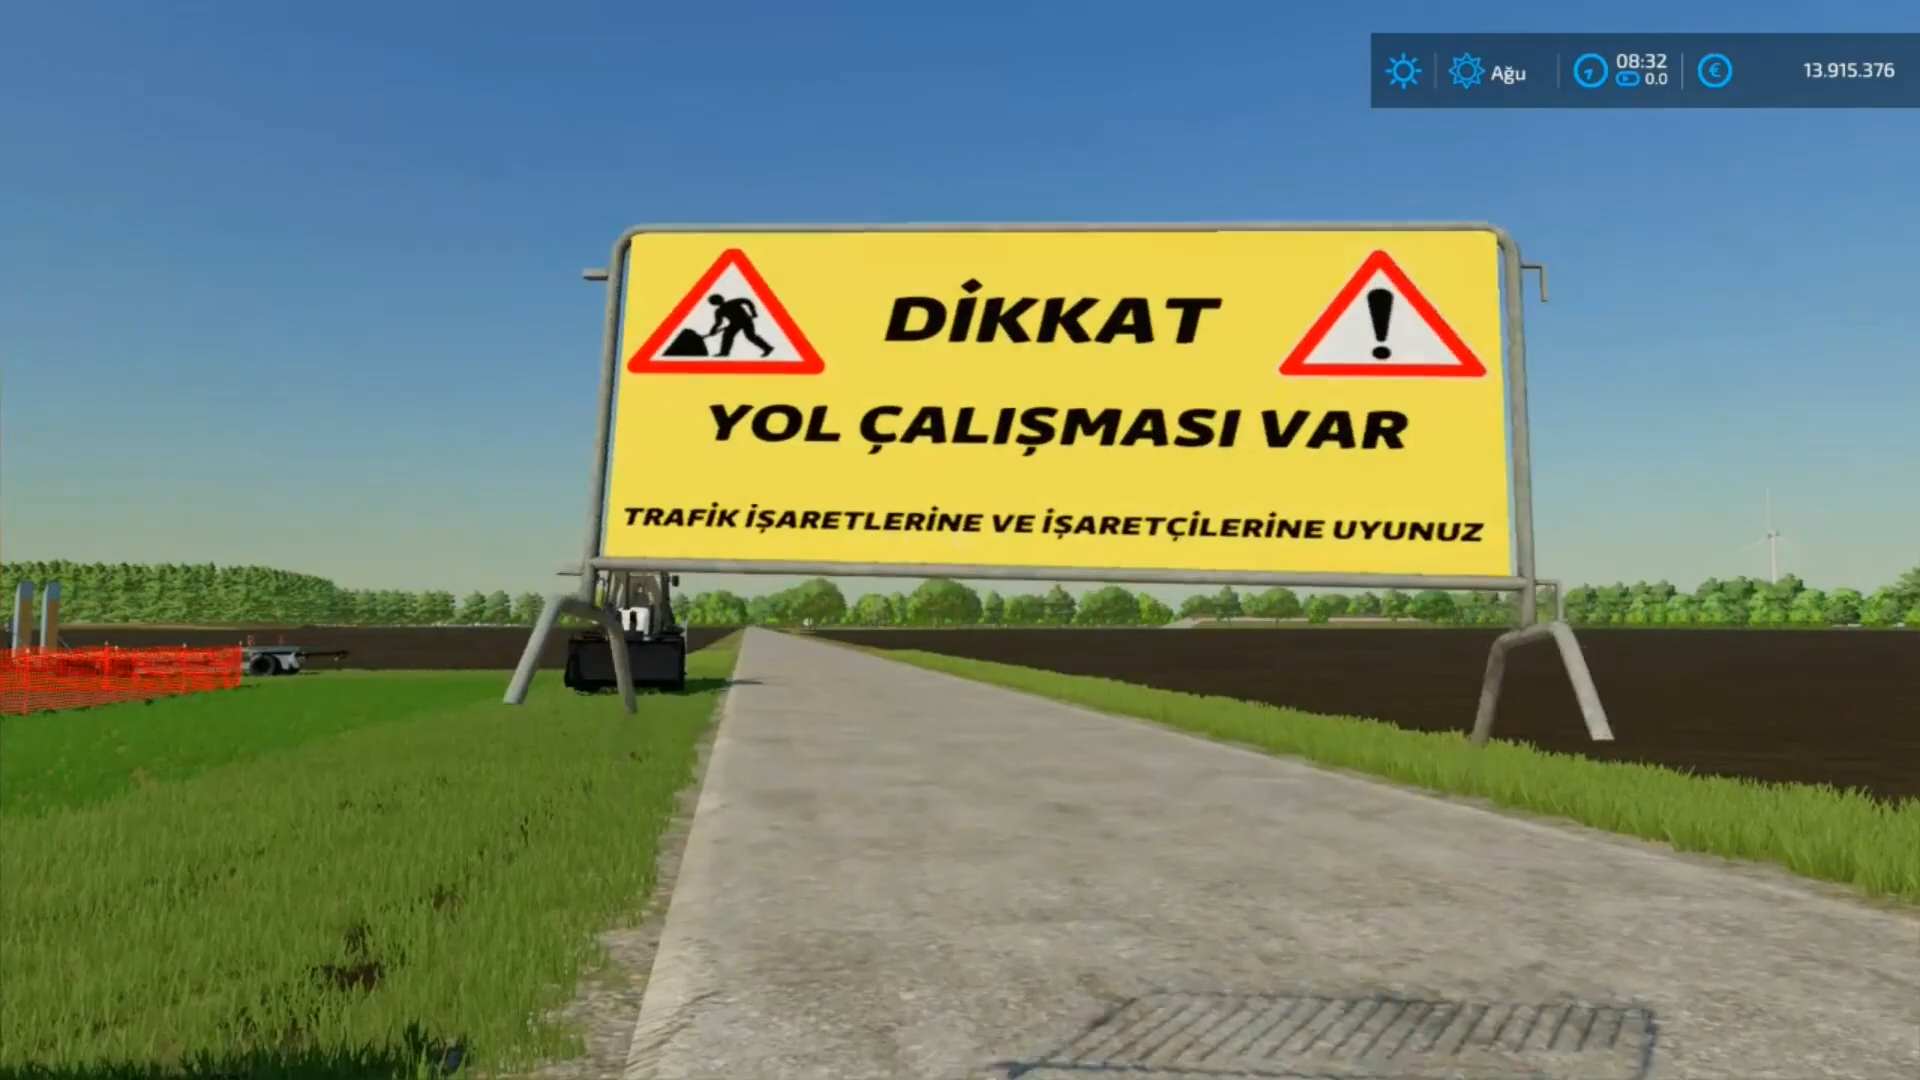 Ağu
08:32
0.0
13.915.376
DİKKAT
YOL ÇALIŞMASI VAR
TRAFİK İŞARETLERİNE VE İŞARETÇİLERİNE UYUNUZ